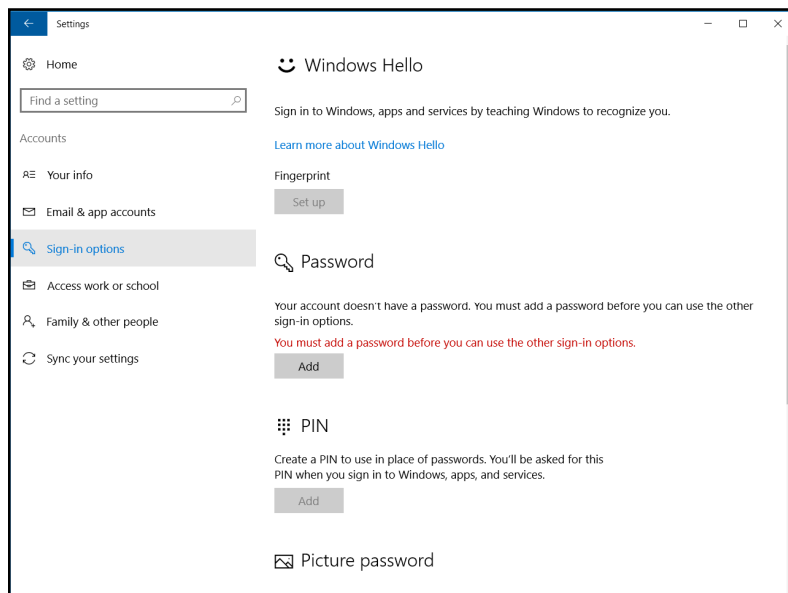 Settings
Home
Find a setting
Accounts
Your info
Email & app accounts
Sign-in options
Access work or school
Family & other people
Sync your settings
Windows Hello
Sign in to Windows, apps and services by teaching Windows to recognize you.
Learn more about Windows Hello
Fingerprint
Set up
Password
Your account doesn't have a password. You must add a password before you can use the other
sign-in options.
You must add a password before you can use the other sign-in options.
Add
PIN
Create a PIN to use in place of passwords. You'll be asked for this
PIN when you sign in to Windows, apps, and services.
Add
Picture password